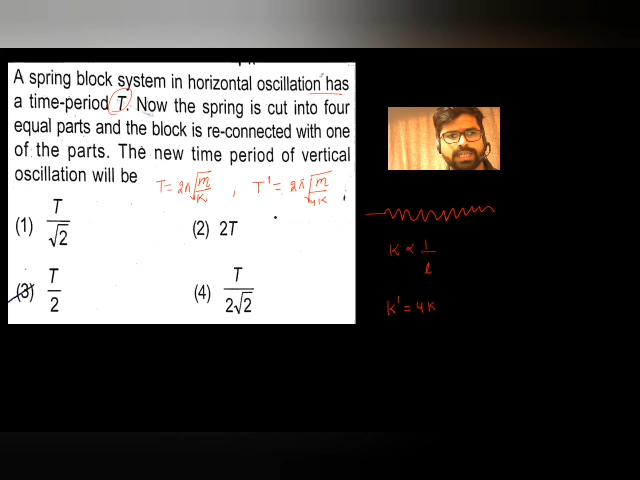 A spring block system in horizontal oscillation has
a time-period T. Now the spring is cut into four
equal parts and the block is re-connected with one
of the parts. The new time period of vertical
oscillation will be
T = 2π√m/K , T' = 2π√m/4K
(1) T/√2 (2) 2T
(3) T/2 (4) T/2√2
K ∝ 1/l
K' = 4K